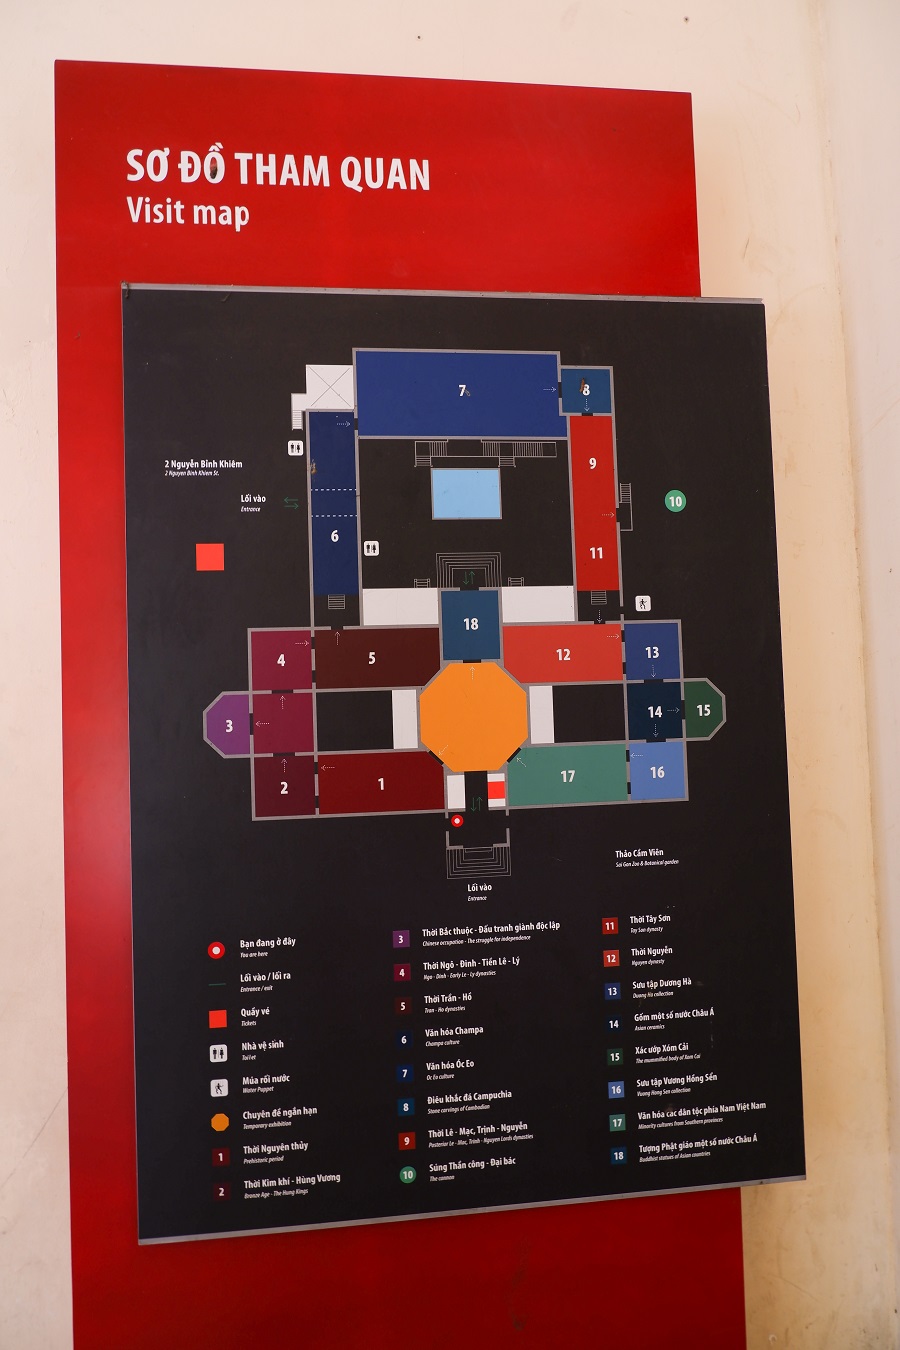 SƠ ĐỒ THAM QUAN
Visit map
7
8
9
2 Nguyễn Bỉnh Khiêm
2 Nguyen Binh Khiem St.
Lối vào
Entrance
10
6
11
18
4
5
12
13
3
14
15
2
1
17
16
Thảo Cầm Viên
Sai Gon Zoo & Botanical garden
Lối vào
Entrance
Bạn đang ở đây
You are here
Lối vào / lối ra
Entrance / exit
Quầy vé
Tickets
Nhà vệ sinh
Toilet
Múa rối nước
Water Puppet
Chuyên đề ngắn hạn
Temporary exhibition
1 Thời Nguyên thủy
Prehistoric period
2 Thời Kim khí - Hùng Vương
Bronze Age - The Hung Kings
3 Thời Bắc thuộc - Đấu tranh giành độc lập
Chinese occupation - The struggle for independence
4 Thời Ngô - Đinh - Tiền Lê - Lý
Ngo - Dinh - Early Le - Ly dynasties
5 Thời Trần - Hồ
Tran - Ho dynasties
6 Văn hóa Champa
Champa culture
7 Văn hóa Óc Eo
Oc Eo culture
8 Điêu khắc đá Campuchia
Stone carvings of Cambodian
9 Thời Lê - Mạc, Trịnh - Nguyễn
Posterior Le - Mac, Trinh - Nguyen Lords dynasties
10 Súng Thần công - Đại bác
The cannon
11 Thời Tây Sơn
Tay Son dynasty
12 Thời Nguyễn
Nguyen dynasty
13 Sưu tập Dương Hà
Duong Ha collection
14 Gốm một số nước Châu Á
Asian ceramics
15 Xác ướp Xóm Cải
The mummified body of Xom Cai
16 Sưu tập Vương Hồng Sển
Vuong Hong Sen collection
17 Văn hóa các dân tộc phía Nam Việt Nam
Minority cultures from Southern provinces
18 Tượng Phật giáo một số nước Châu Á
Buddhist statues of Asian countries